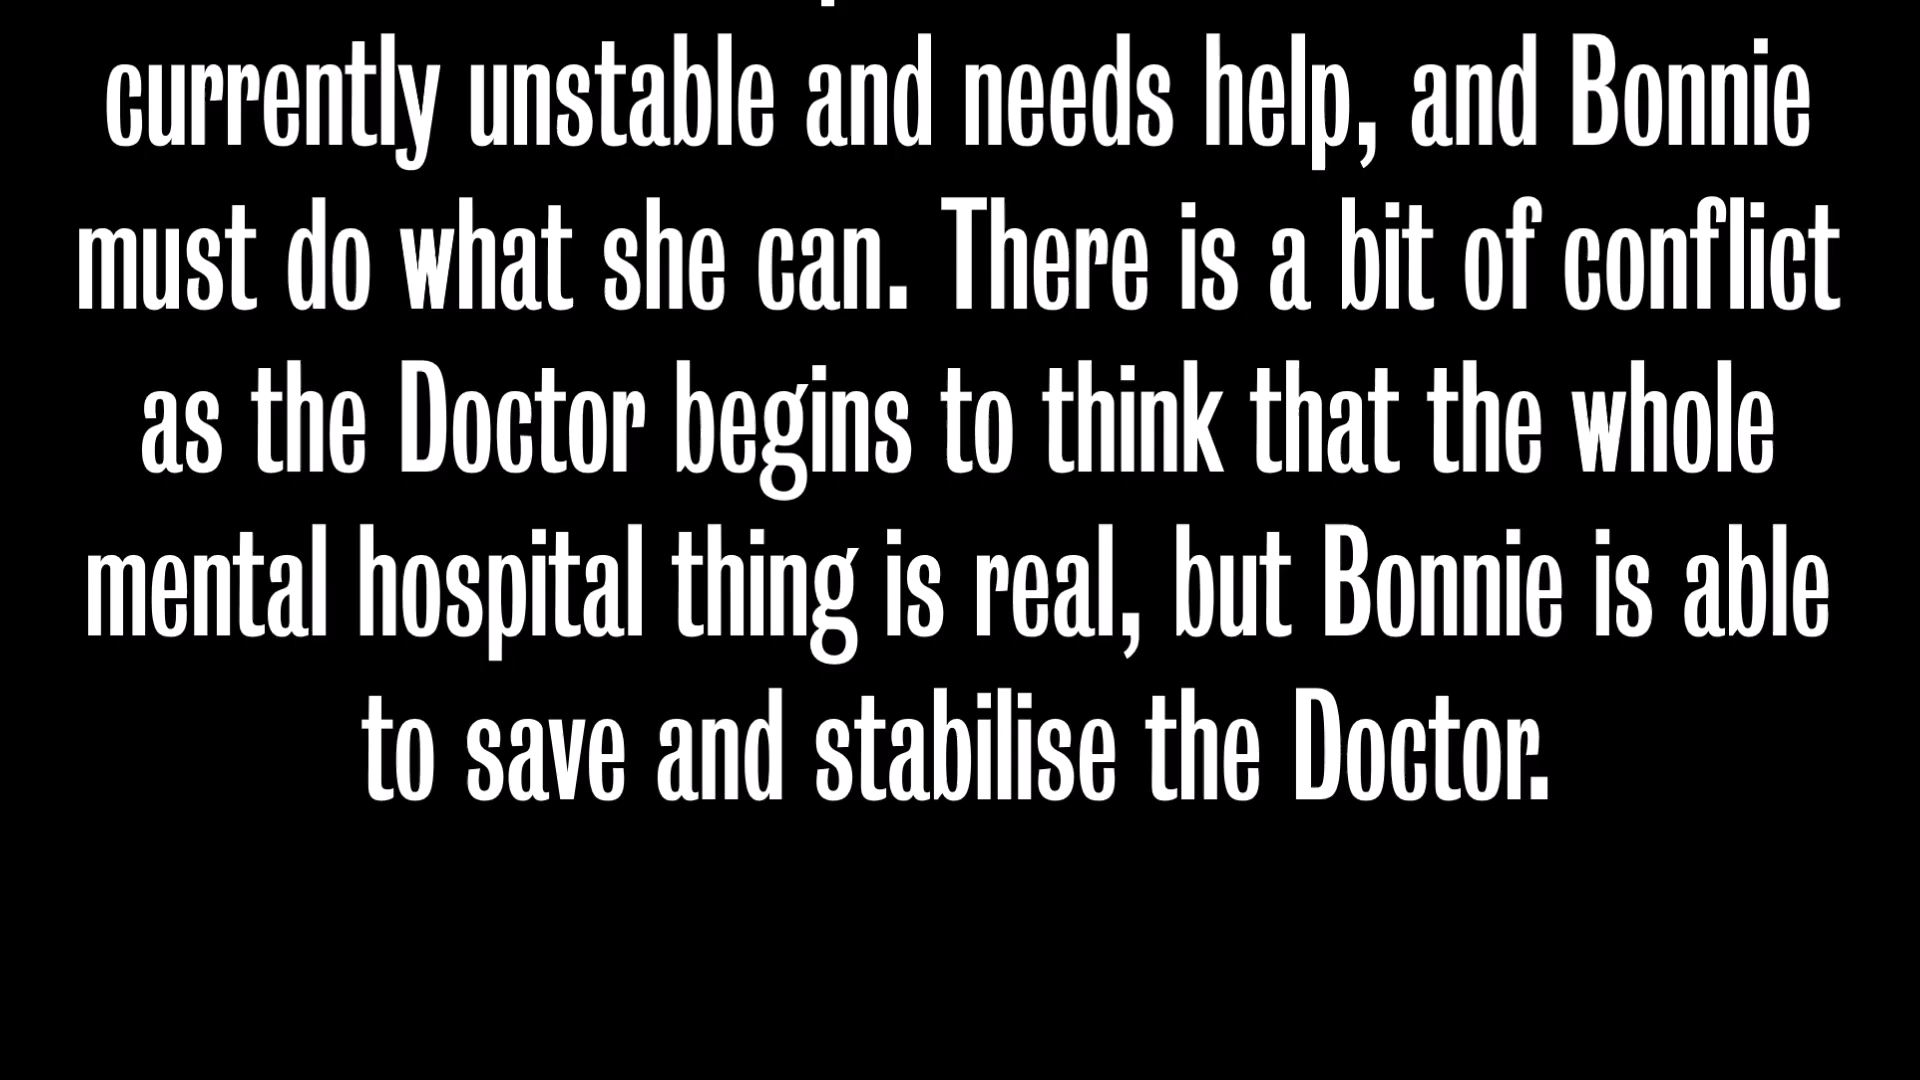 currently unstable and needs help, and Bonnie
must do what she can. There is a bit of conflict
as the Doctor begins to think that the whole
mental hospital thing is real, but Bonnie is able
to save and stabilise the Doctor.